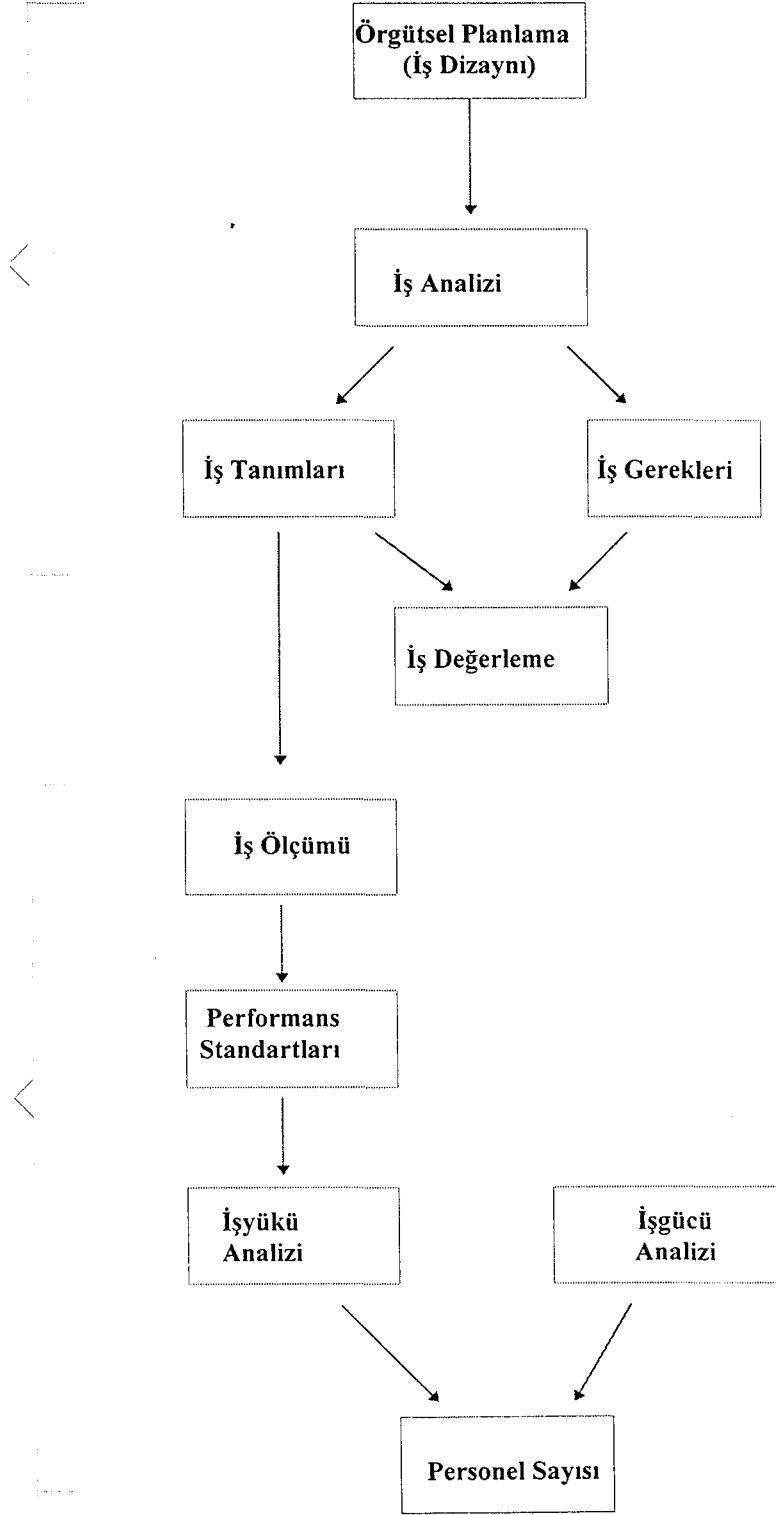 Örgütsel Planlama
(İş Dizaynı)
İş Analizi
İş Tanımları
İş Gerekleri
İş Değerleme
İş Ölçümü
Performans
Standartları
İşyükü
Analizi
İşgücü
Analizi
Personel Sayısı